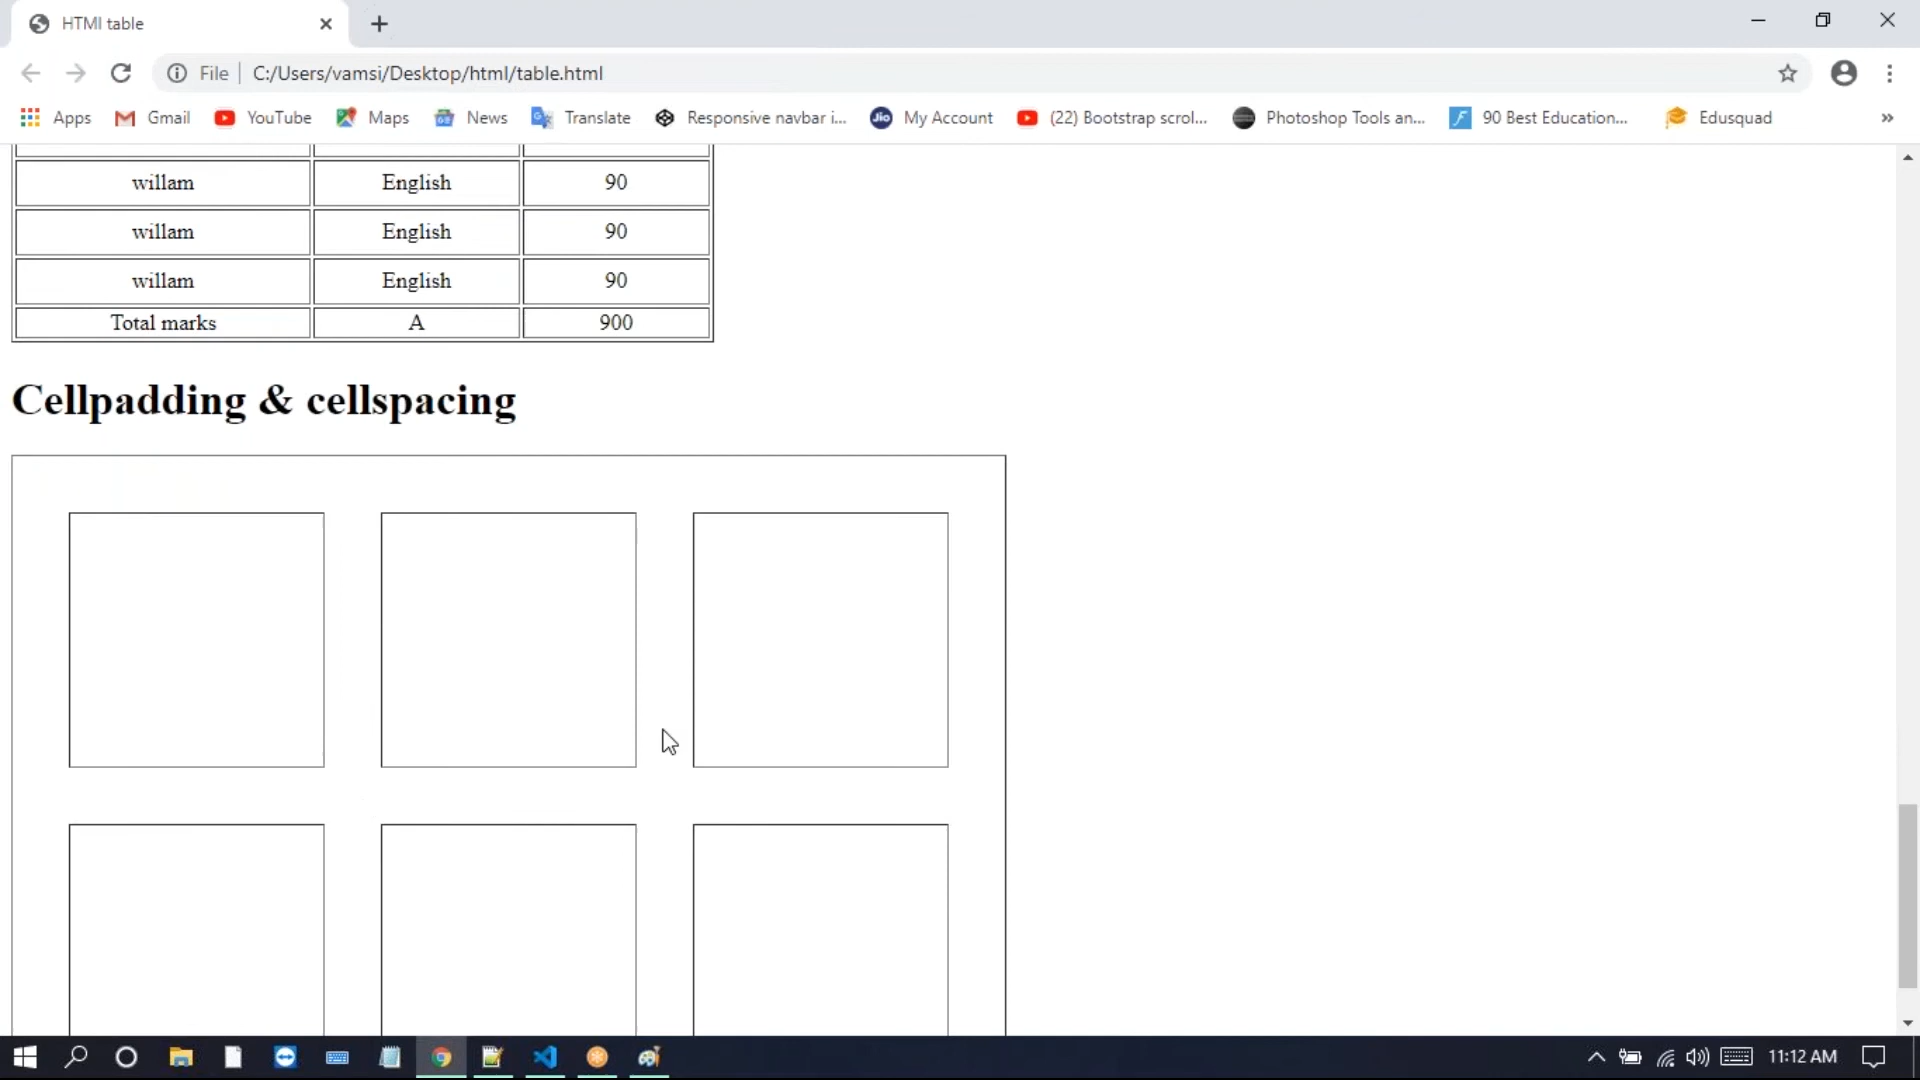 HTMl table
File | C:/Users/vamsi/Desktop/html/table.html
Apps Gmail YouTube Maps News Translate Responsive navbar i... Jio My Account (22) Bootstrap scrol... Photoshop Tools an... 90 Best Education... Edusquad »
willam English 90
willam English 90
willam English 90
Total marks A 900
Cellpadding & cellspacing
11:12 AM